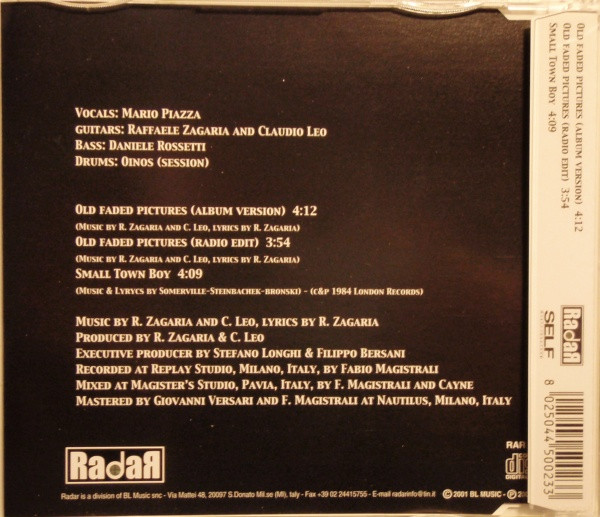 Vocals: Mario Piazza
guitars: Raffaele Zagaria and Claudio Leo
Bass: Daniele Rossetti
Drums: Oinos (session)
Old faded pictures (album version) 4:12
(Music by R. Zagaria and C. Leo, lyrics by R. Zagaria)
Old faded pictures (radio edit) 3:54
(Music by R. Zagaria and C. Leo, lyrics by R. Zagaria)
Small Town Boy 4:09
(Music & Lyrycs by Somerville-Steinbachek-bronski) - (c&p 1984 London Records)
Music by R. Zagaria and C. Leo, lyrics by R. Zagaria
Produced by R. Zagaria & C. Leo
Executive producer by Stefano Longhi & Filippo Bersani
Recorded at Replay Studio, Milano, Italy, by Fabio Magistrali
Mixed at Magister's Studio, Pavia, Italy, by F. Magistrali and Cayne
Mastered by Giovanni Versari and F. Magistrali at Nautilus, Milano, Italy
RadaR
RAR
DIGITAL
Radar is a division of BL Music snc - Via Mattei 48, 20097 S.Donato Mil.se (MI), Italy - Fax +39 02 24415755 - E-mail radarinfo@tin.it
© 2001 BL MUSIC - ℗
Old faded pictures (album version) 4:12
Old faded pictures (radio edit) 3:54
Small Town Boy 4:09
RadaR
SELF
8 025044 500233